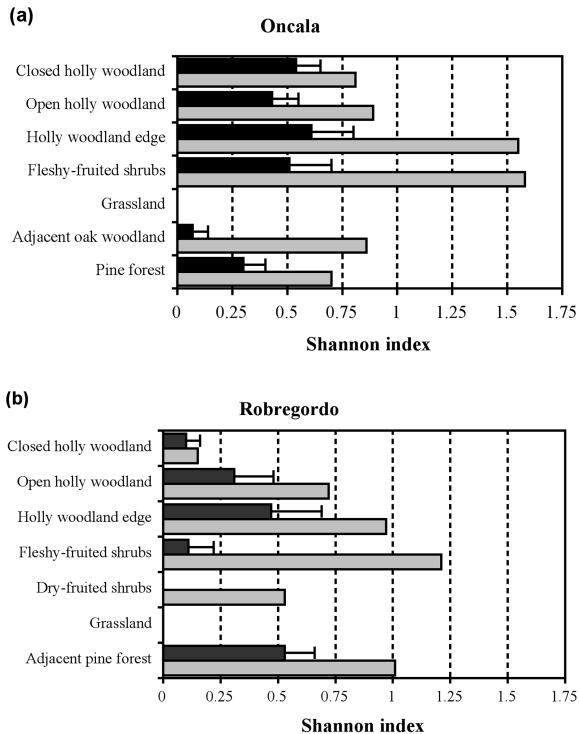 (a)
Oncala
Closed holly woodland
Open holly woodland
Holly woodland edge
Fleshy-fruited shrubs
Grassland
Adjacent oak woodland
Pine forest
0 0.25 0.5 0.75 1 1.25 1.5 1.75
Shannon index
(b)
Robregordo
Closed holly woodland
Open holly woodland
Holly woodland edge
Fleshy-fruited shrubs
Dry-fruited shrubs
Grassland
Adjacent pine forest
0 0.25 0.5 0.75 1 1.25 1.5 1.75
Shannon index